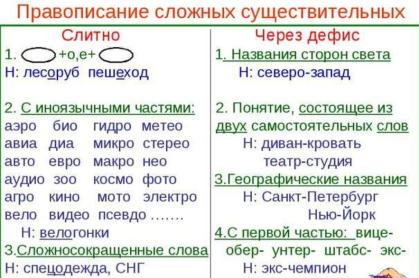 Правописание сложных существительных
Слитно
1. +о,е+
Н: лесоруб пешеход
2. С иноязычными частями:
аэро био гидро метео
авиа диа микро стерео
авто евро макро нео
аудио зоо космо фото
агро кино мото электро
вело видео псевдо …….
Н: велогонки
3.Сложносокращенные слова
Н: спецодежда, СНГ
Через дефис
1. Названия сторон света
Н: северо-запад
2. Понятие, состоящее из
двух самостоятельных слов
Н: диван-кровать
театр-студия
3.Географические названия
Н: Санкт-Петербург
Нью-Йорк
4.С первой частью: вице-
обер- унтер- штабс- экс-
Н: экс-чемпион